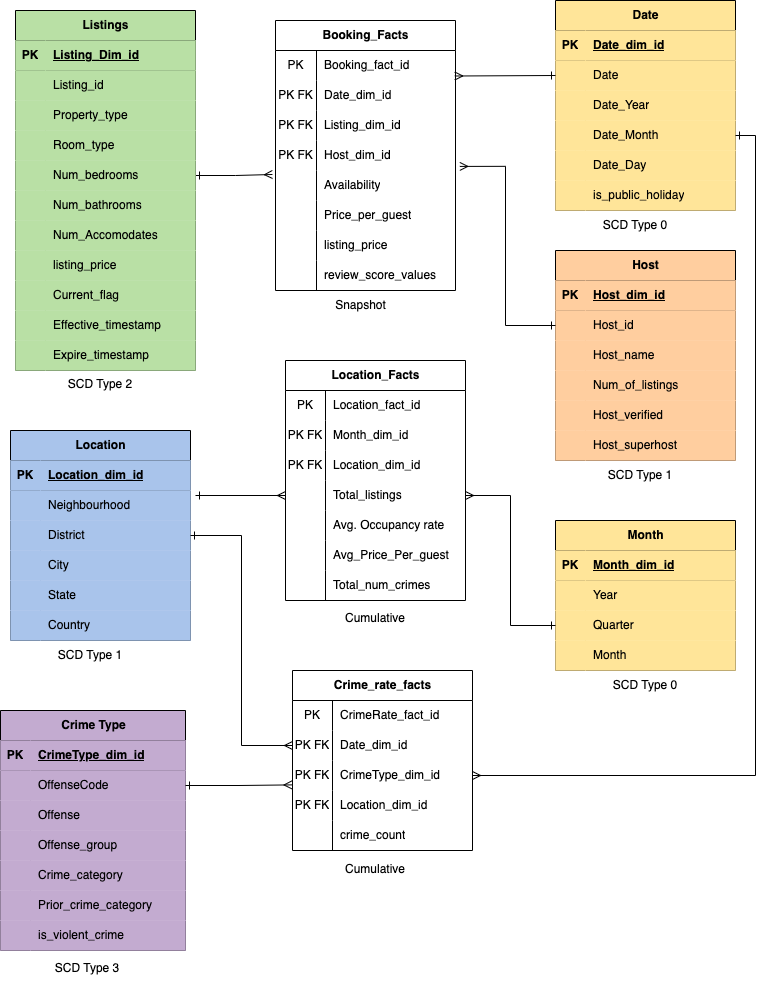 Listings
PK Listing_Dim_id
Listing_id
Property_type
Room_type
Num_bedrooms
Num_bathrooms
Num_Accomodates
listing_price
Current_flag
Effective_timestamp
Expire_timestamp
SCD Type 2
Booking_Facts
PK Booking_fact_id
PK FK Date_dim_id
PK FK Listing_dim_id
PK FK Host_dim_id
Availability
Price_per_guest
listing_price
review_score_values
Snapshot
Date
PK Date_dim_id
Date
Date_Year
Date_Month
Date_Day
is_public_holiday
SCD Type 0
Host
PK Host_dim_id
Host_id
Host_name
Num_of_listings
Host_verified
Host_superhost
SCD Type 1
Location_Facts
PK Location_fact_id
PK FK Month_dim_id
PK FK Location_dim_id
Total_listings
Avg. Occupancy rate
Avg_Price_Per_guest
Total_num_crimes
Cumulative
Location
PK Location_dim_id
Neighbourhood
District
City
State
Country
SCD Type 1
Month
PK Month_dim_id
Year
Quarter
Month
SCD Type 0
Crime_rate_facts
PK CrimeRate_fact_id
PK FK Date_dim_id
PK FK CrimeType_dim_id
PK FK Location_dim_id
crime_count
Cumulative
Crime Type
PK CrimeType_dim_id
OffenseCode
Offense
Offense_group
Crime_category
Prior_crime_category
is_violent_crime
SCD Type 3